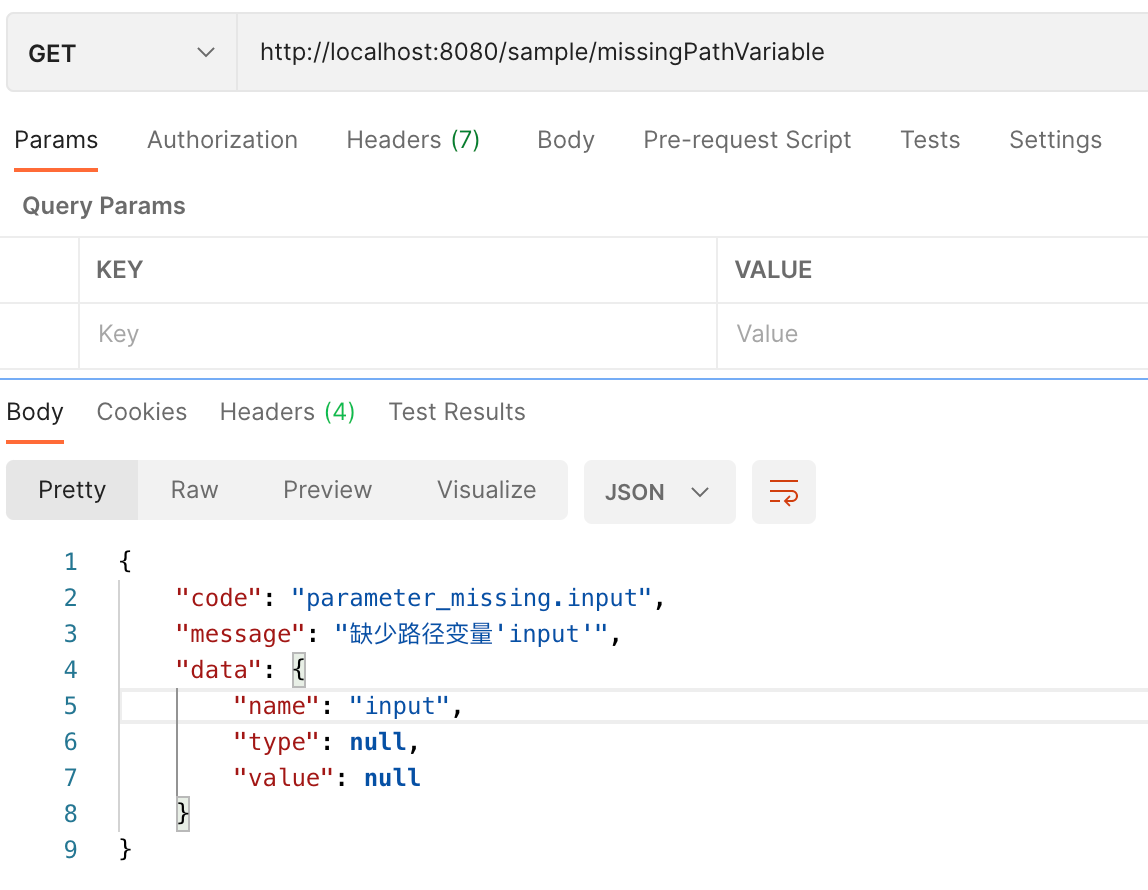 GET http://localhost:8080/sample/missingPathVariable
Params Authorization Headers (7) Body Pre-request Script Tests Settings
Query Params
KEY VALUE
Key Value
Body Cookies Headers (4) Test Results
Pretty Raw Preview Visualize JSON
1 {
2 "code": "parameter_missing.input",
3 "message": "缺少路径变量'input'",
4 "data": {
5 "name": "input",
6 "type": null,
7 "value": null
8 }
9 }